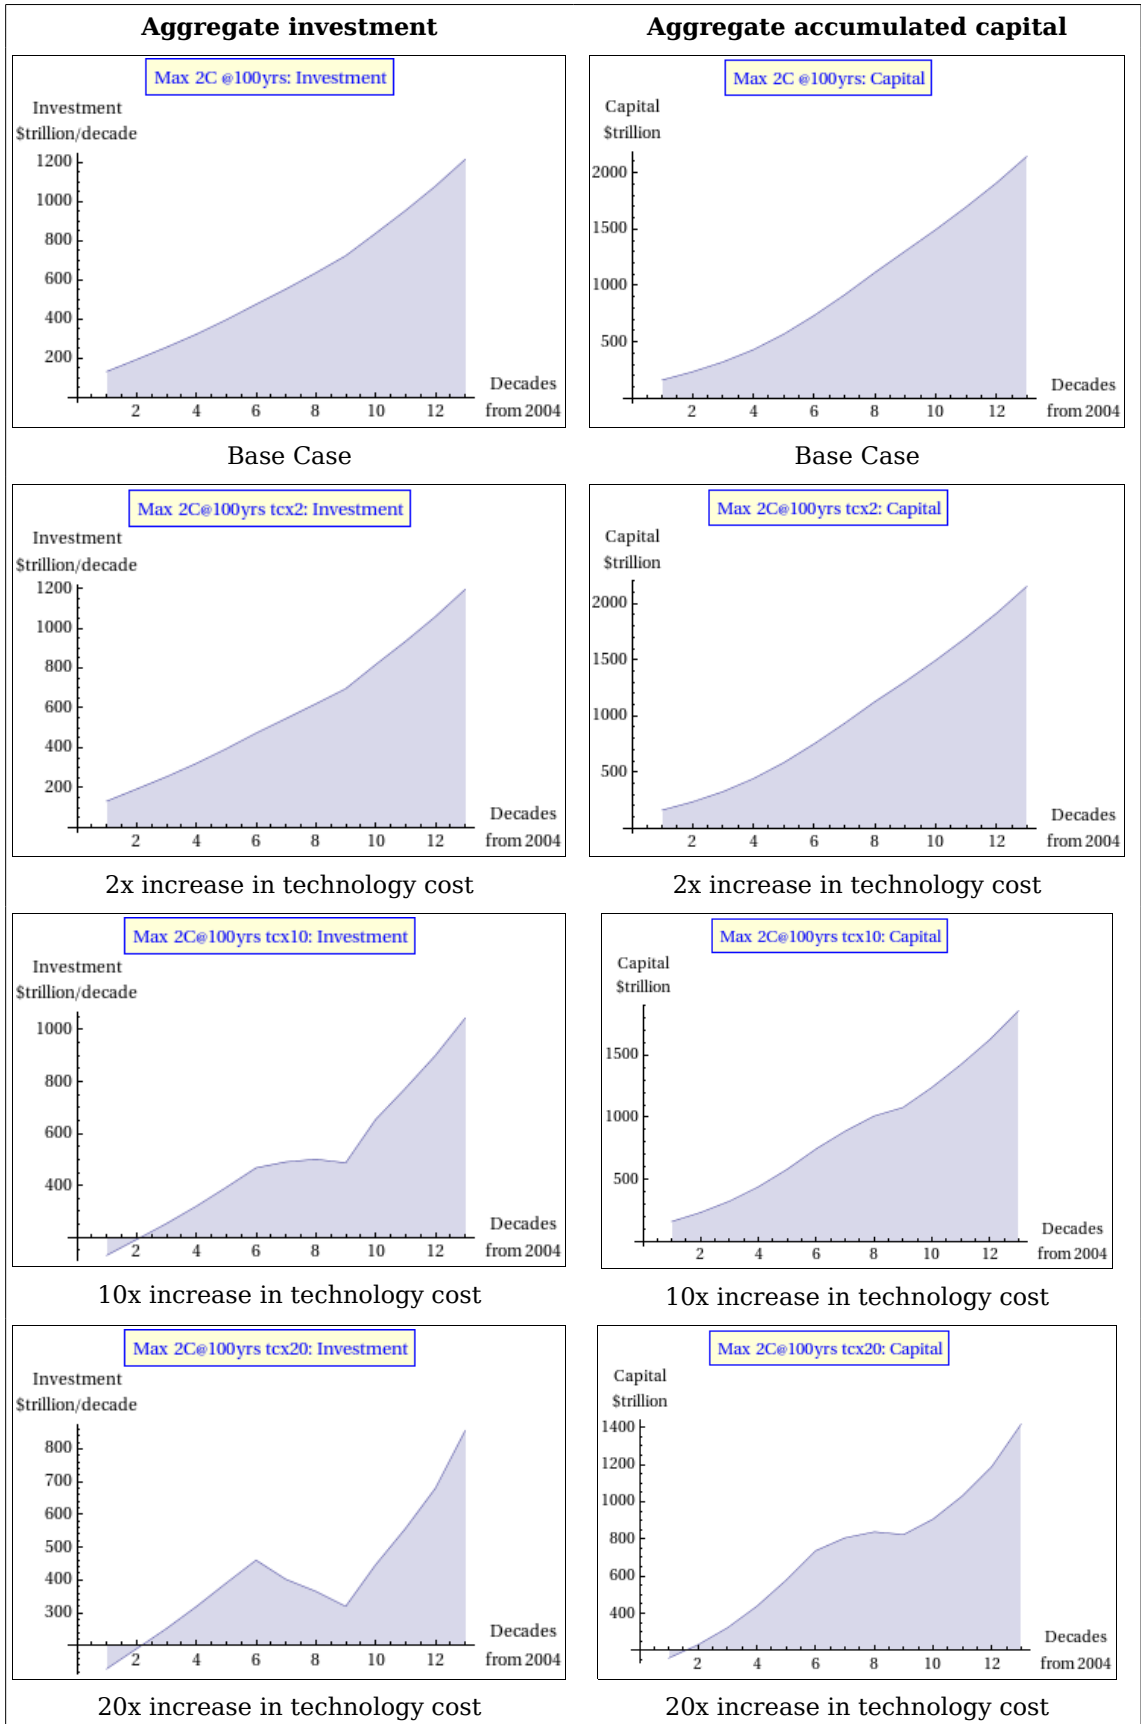 Aggregate investment
Aggregate accumulated capital
Max 2C @100yrs: Investment
Investment
$trillion/decade
1200
1000
800
600
400
200
2 4 6 8 10 12
Decades
from 2004
Base Case
Max 2C @100yrs: Capital
Capital
$trillion
2000
1500
1000
500
2 4 6 8 10 12
Decades
from 2004
Base Case
Max 2C@100yrs tcx2: Investment
Investment
$trillion/decade
1200
1000
800
600
400
200
2 4 6 8 10 12
Decades
from 2004
2x increase in technology cost
Max 2C@100yrs tcx2: Capital
Capital
$trillion
2000
1500
1000
500
2 4 6 8 10 12
Decades
from 2004
2x increase in technology cost
Max 2C@100yrs tcx10: Investment
Investment
$trillion/decade
1000
800
600
400
2 4 6 8 10 12
Decades
from 2004
10x increase in technology cost
Max 2C@100yrs tcx10: Capital
Capital
$trillion
1500
1000
500
2 4 6 8 10 12
Decades
from 2004
10x increase in technology cost
Max 2C@100yrs tcx20: Investment
Investment
$trillion/decade
800
700
600
500
400
300
2 4 6 8 10 12
Decades
from 2004
20x increase in technology cost
Max 2C@100yrs tcx20: Capital
Capital
$trillion
1400
1200
1000
800
600
400
2 4 6 8 10 12
Decades
from 2004
20x increase in technology cost